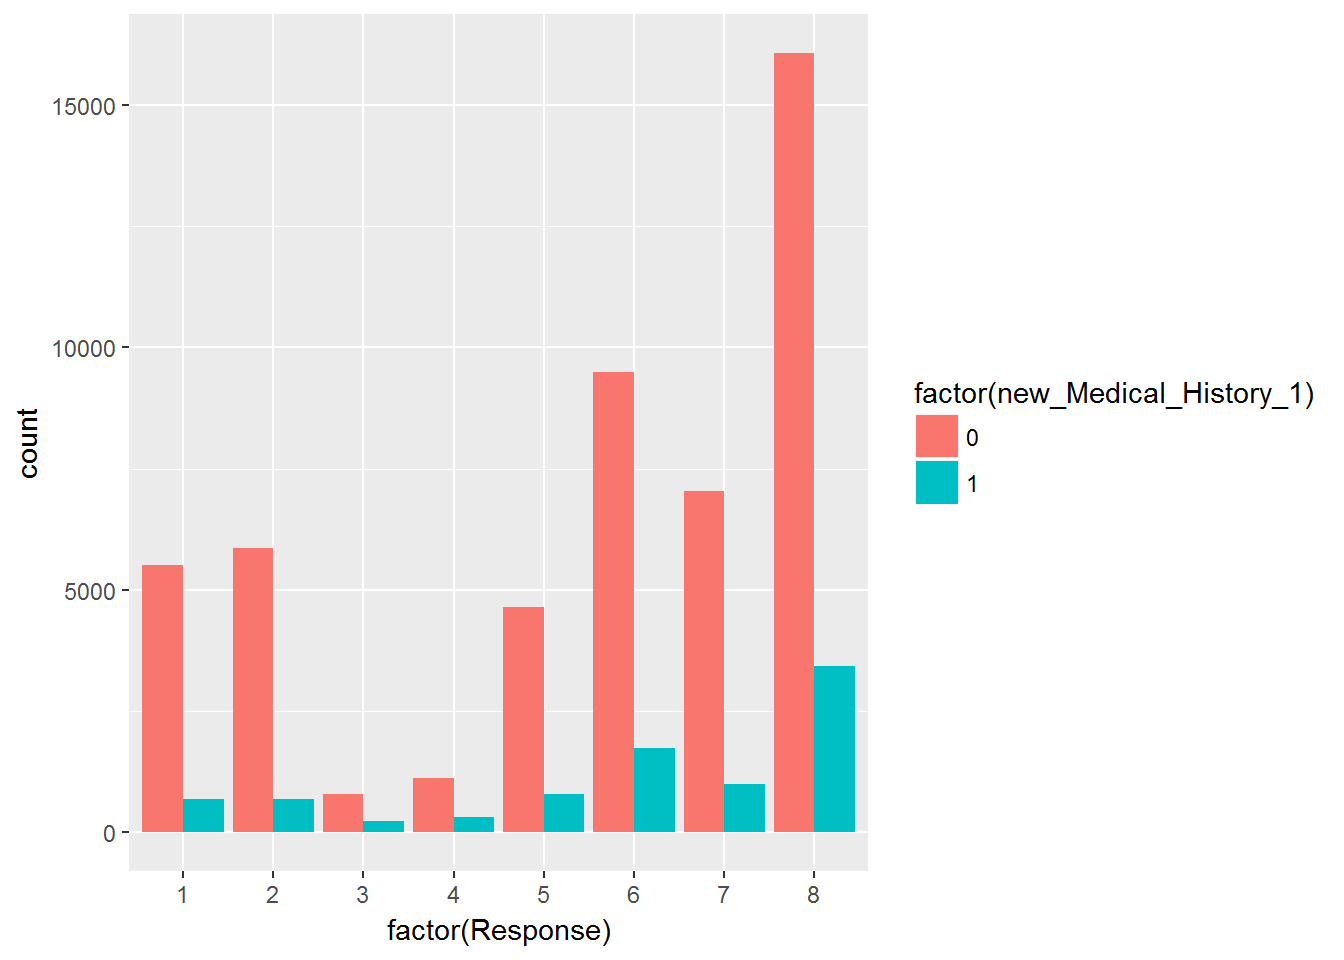 15000
10000
5000
0
count
1 2 3 4 5 6 7 8
factor(Response)
factor(new_Medical_History_1)
0
1